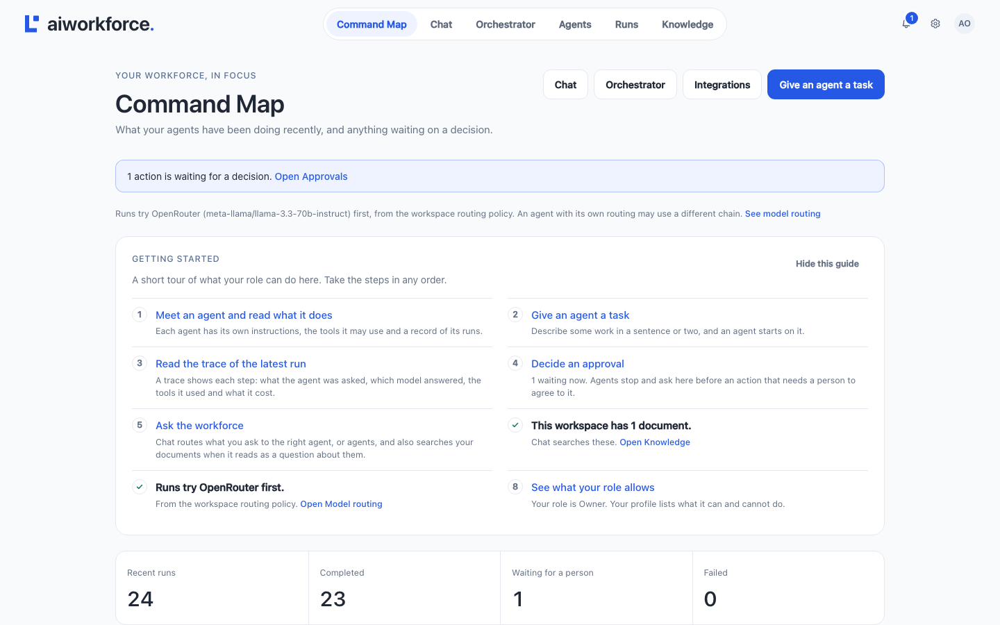 aiworkforce.
Command Map
Chat
Orchestrator
Agents
Runs
Knowledge
1
AO
YOUR WORKFORCE, IN FOCUS
Command Map
What your agents have been doing recently, and anything waiting on a decision.
Chat
Orchestrator
Integrations
Give an agent a task
1 action is waiting for a decision. Open Approvals
Runs try OpenRouter (meta-llama/llama-3.3-70b-instruct) first, from the workspace routing policy. An agent with its own routing may use a different chain. See model routing
GETTING STARTED
Hide this guide
A short tour of what your role can do here. Take the steps in any order.
1
Meet an agent and read what it does
Each agent has its own instructions, the tools it may use and a record of its runs.
2
Give an agent a task
Describe some work in a sentence or two, and an agent starts on it.
3
Read the trace of the latest run
A trace shows each step: what the agent was asked, which model answered, the
tools it used and what it cost.
4
Decide an approval
1 waiting now. Agents stop and ask here before an action that needs a person to
agree to it.
5
Ask the workforce
Chat routes what you ask to the right agent, or agents, and also searches your
documents when it reads as a question about them.
This workspace has 1 document.
Chat searches these. Open Knowledge
Runs try OpenRouter first.
From the workspace routing policy. Open Model routing
8
See what your role allows
Your role is Owner. Your profile lists what it can and cannot do.
Recent runs
24
Completed
23
Waiting for a person
1
Failed
0